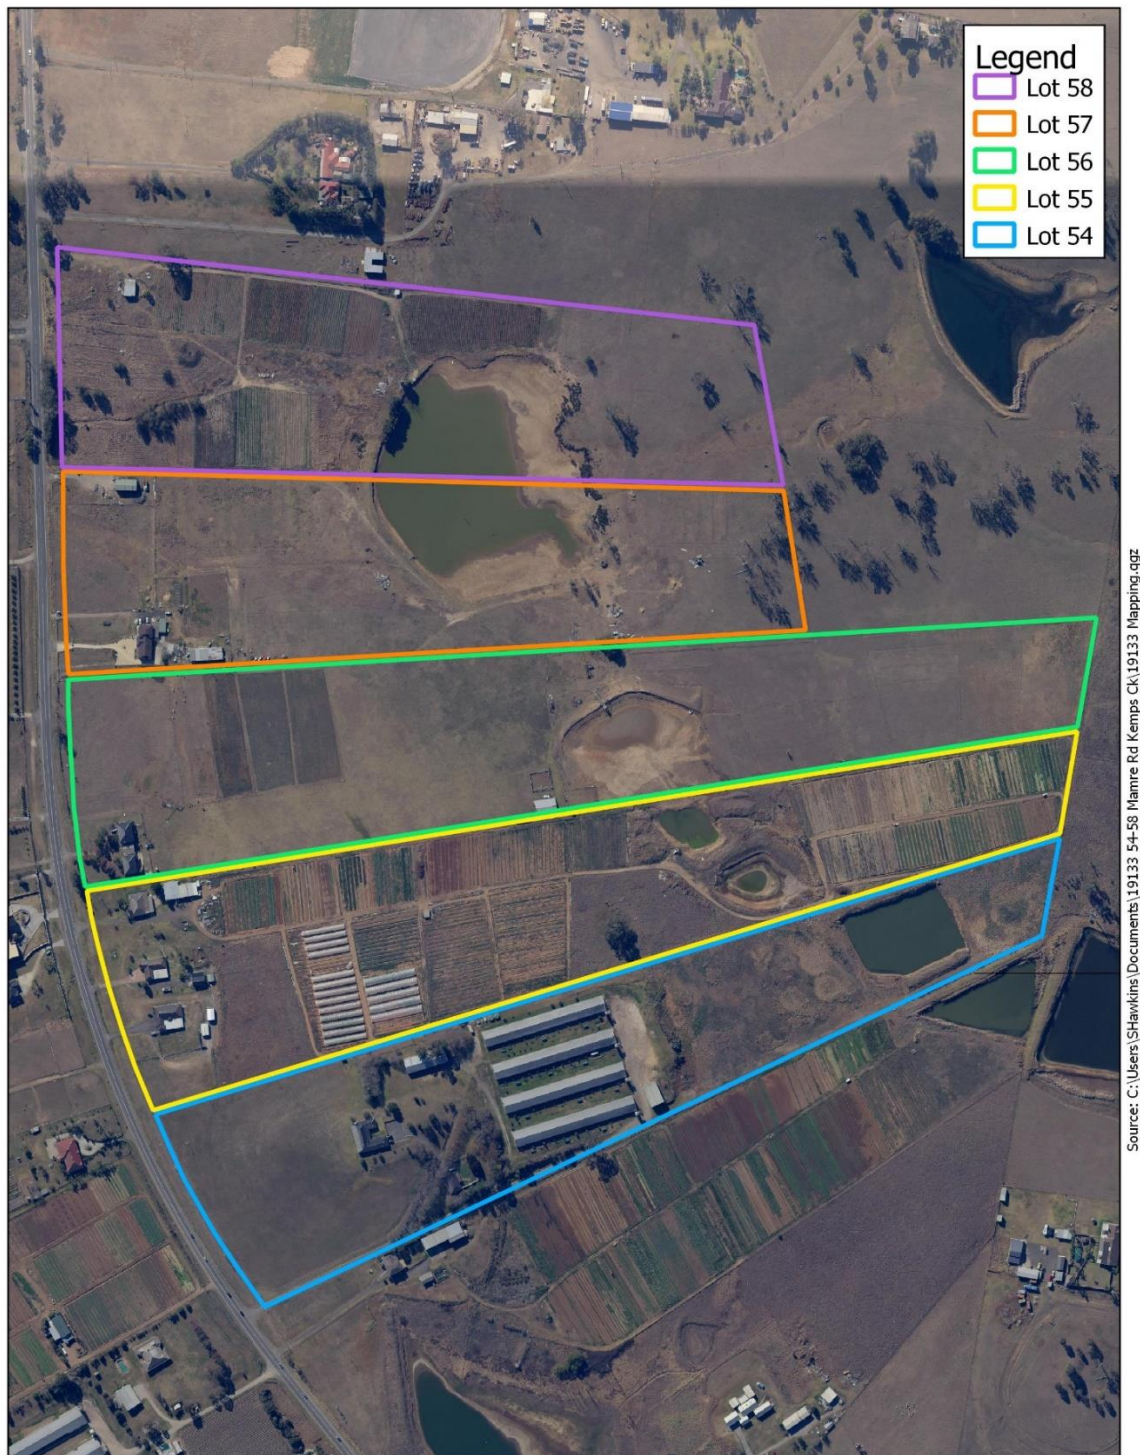 Legend
Lot 58
Lot 57
Lot 56
Lot 55
Lot 54
Source: C:\Users\SHawkins\Documents\19133 54-58 Mamre Rd Kemps Ck\19133 Mapping.qgz